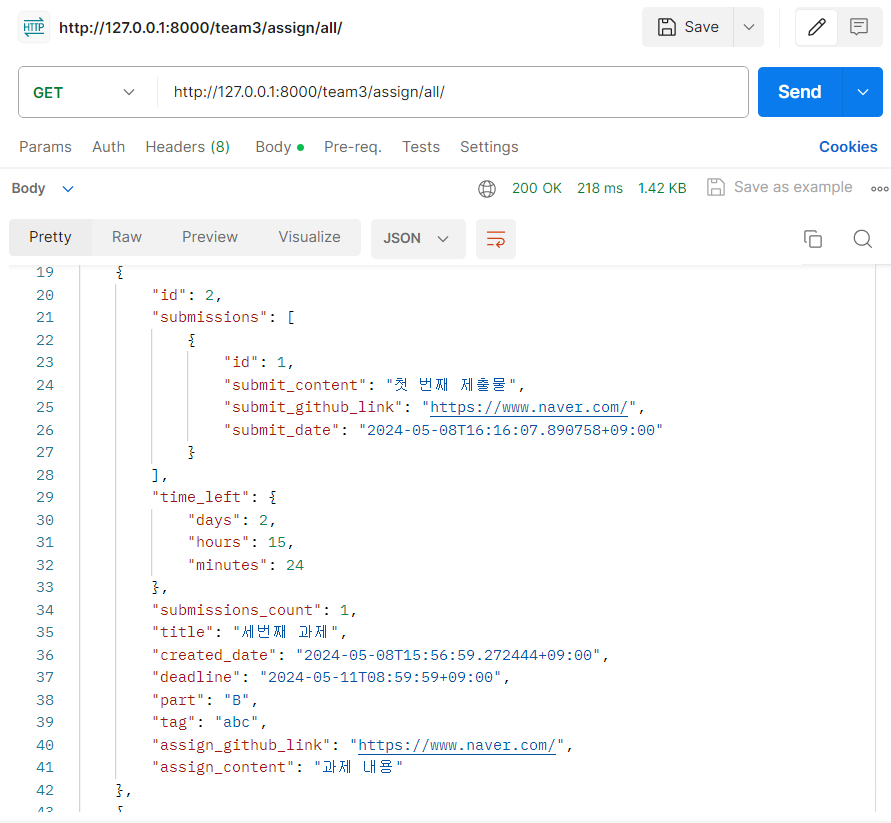 HTTP http://127.0.0.1:8000/team3/assign/all/ Save
GET http://127.0.0.1:8000/team3/assign/all/ Send
Params Auth Headers (8) Body Pre-req. Tests Settings Cookies
Body 200 OK 218 ms 1.42 KB Save as example
Pretty Raw Preview Visualize JSON
19 {
20 "id": 2,
21 "submissions": [
22 {
23 "id": 1,
24 "submit_content": "첫 번째 제출물",
25 "submit_github_link": "https://www.naver.com/",
26 "submit_date": "2024-05-08T16:16:07.890758+09:00"
27 }
28 ],
29 "time_left": {
30 "days": 2,
31 "hours": 15,
32 "minutes": 24
33 },
34 "submissions_count": 1,
35 "title": "세번째 과제",
36 "created_date": "2024-05-08T15:56:59.272444+09:00",
37 "deadline": "2024-05-11T08:59:59+09:00",
38 "part": "B",
39 "tag": "abc",
40 "assign_github_link": "https://www.naver.com/",
41 "assign_content": "과제 내용"
42 },
43 {